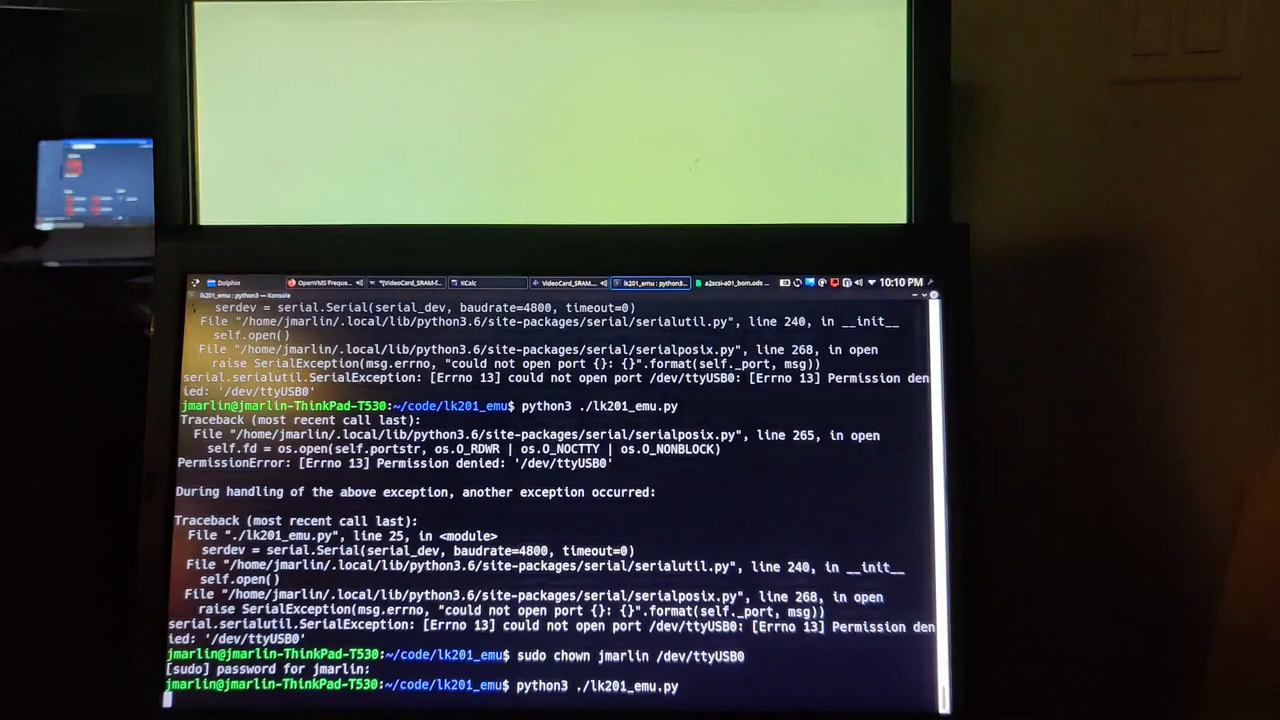 Dolphin
OpenVMS Freque...
*[VideoCard_SRAM-f...
KCalc
VideoCard_SRAM...
lk201_emu : python3...
a2scsi-a01_bom.ods ...
10:10 PM
lk201_emu : python3 — Konsole
serdev = serial.Serial(serial_dev, baudrate=4800, timeout=0)
File "/home/jmarlin/.local/lib/python3.6/site-packages/serial/serialutil.py", line 240, in __init__
self.open()
File "/home/jmarlin/.local/lib/python3.6/site-packages/serial/serialposix.py", line 268, in open
raise SerialException(msg.errno, "could not open port {}: {}".format(self._port, msg))
serial.serialutil.SerialException: [Errno 13] could not open port /dev/ttyUSB0: [Errno 13] Permission den
ied: '/dev/ttyUSB0'
jmarlin@jmarlin-ThinkPad-T530:~/code/lk201_emu$ python3 ./lk201_emu.py
Traceback (most recent call last):
File "/home/jmarlin/.local/lib/python3.6/site-packages/serial/serialposix.py", line 265, in open
self.fd = os.open(self.portstr, os.O_RDWR | os.O_NOCTTY | os.O_NONBLOCK)
PermissionError: [Errno 13] Permission denied: '/dev/ttyUSB0'
During handling of the above exception, another exception occurred:
Traceback (most recent call last):
File "./lk201_emu.py", line 25, in <module>
serdev = serial.Serial(serial_dev, baudrate=4800, timeout=0)
File "/home/jmarlin/.local/lib/python3.6/site-packages/serial/serialutil.py", line 240, in __init__
self.open()
File "/home/jmarlin/.local/lib/python3.6/site-packages/serial/serialposix.py", line 268, in open
raise SerialException(msg.errno, "could not open port {}: {}".format(self._port, msg))
serial.serialutil.SerialException: [Errno 13] could not open port /dev/ttyUSB0: [Errno 13] Permission den
ied: '/dev/ttyUSB0'
jmarlin@jmarlin-ThinkPad-T530:~/code/lk201_emu$ sudo chown jmarlin /dev/ttyUSB0
[sudo] password for jmarlin:
jmarlin@jmarlin-ThinkPad-T530:~/code/lk201_emu$ python3 ./lk201_emu.py